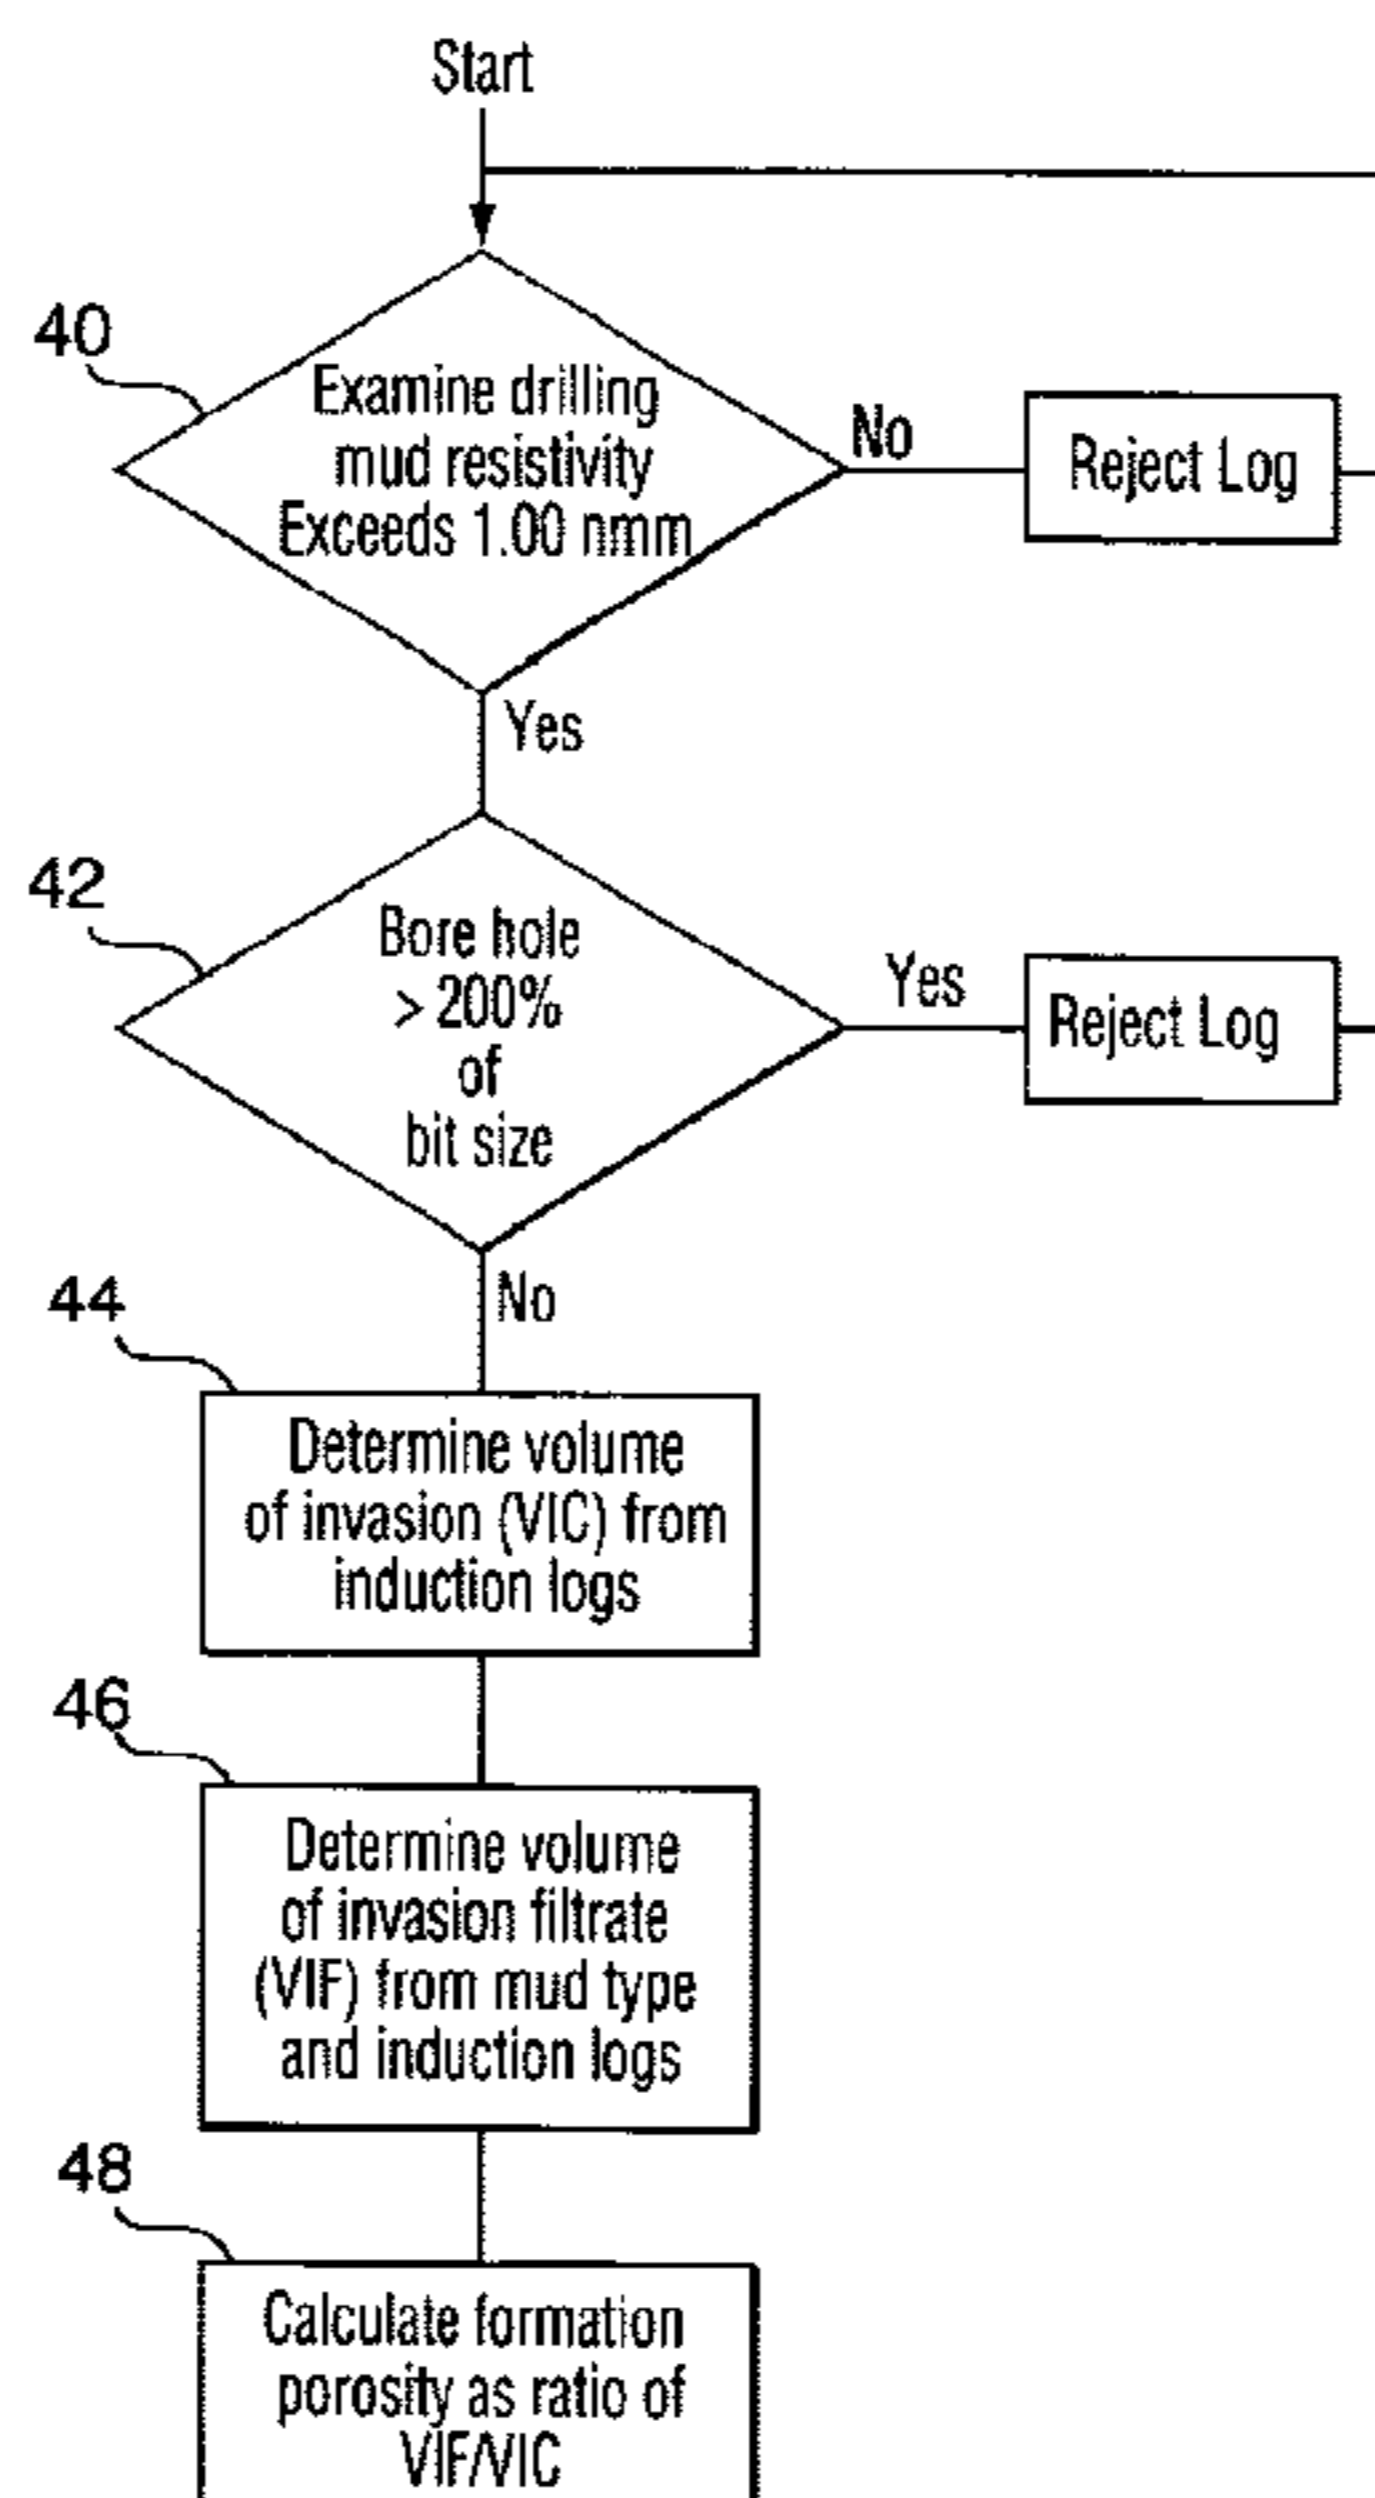 Start
40
Examine drilling
mud resistivity
Exceeds 1.00 nmm
No
Reject Log
Yes
42
Bore hole
> 200%
of
bit size
Yes
Reject Log
No
44
Determine volume
of invasion (VIC) from
induction logs
46
Determine volume
of invasion filtrate
(VIF) from mud type
and induction logs
48
Calculate formation
porosity as ratio of
VIF/VIC